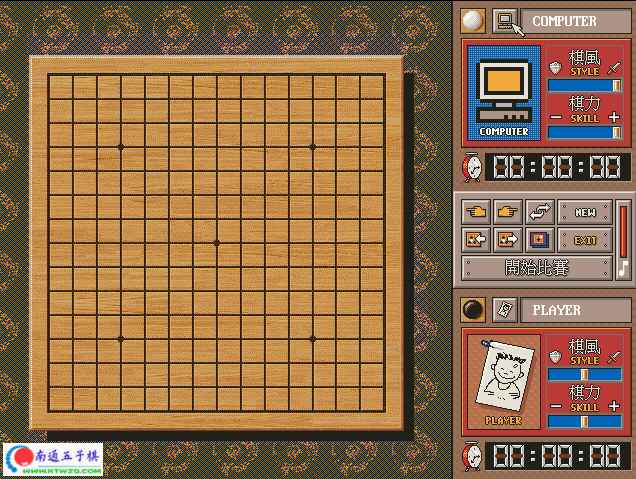 COMPUTER
棋風
STYLE
棋力
SKILL
COMPUTER
00:00:00
NEW
EXIT
開始比賽
PLAYER
棋風
STYLE
棋力
SKILL
PLAYER
00:00:00
南通五子棋
WWW.NTWZQ.COM